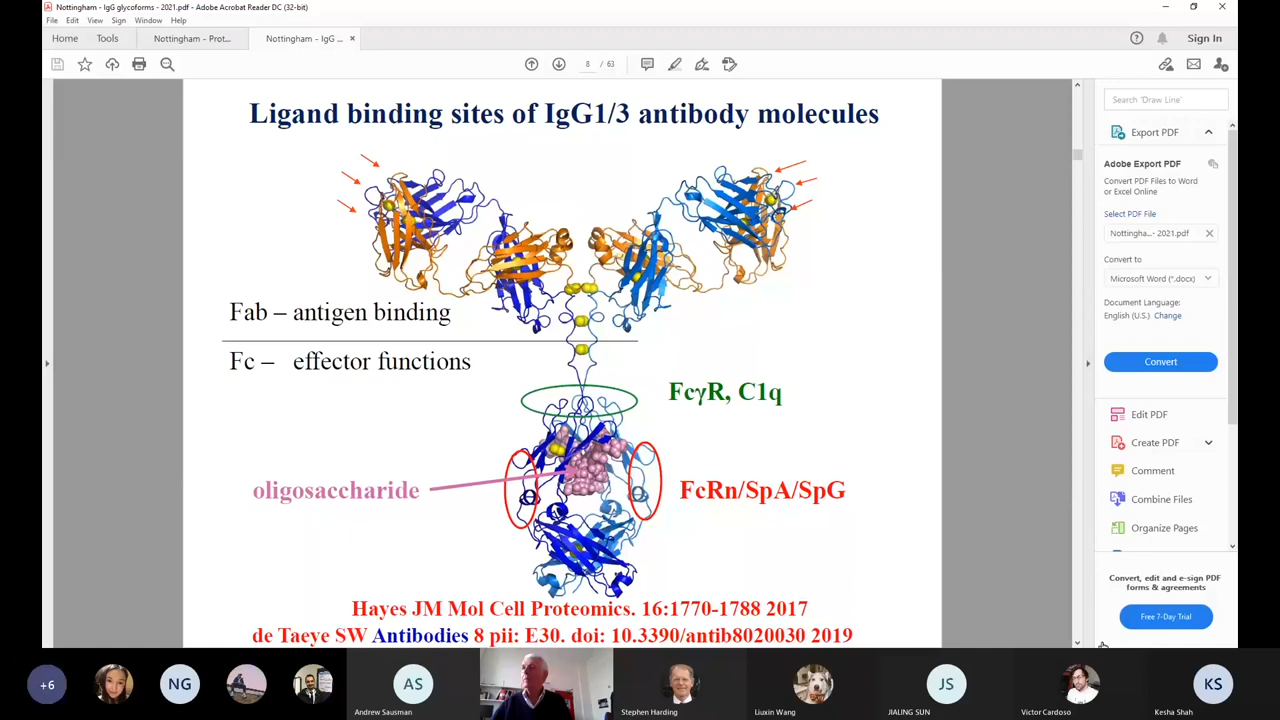 Nottingham - IgG glycoforms - 2021.pdf - Adobe Acrobat Reader DC (32-bit)
File Edit View Sign Window Help
Home Tools Nottingham - Prot... Nottingham - IgG ... × Sign In
8 / 63
Ligand binding sites of IgG1/3 antibody molecules
Fab – antigen binding
Fc – effector functions
FcγR, C1q
oligosaccharide
FcRn/SpA/SpG
Hayes JM Mol Cell Proteomics. 16:1770-1788 2017
de Taeye SW Antibodies 8 pii: E30. doi: 10.3390/antib8020030 2019
Search 'Draw Line'
Export PDF
Adobe Export PDF
Convert PDF Files to Word
or Excel Online
Select PDF File
Nottingha...- 2021.pdf
Convert to
Microsoft Word (*.docx)
Document Language:
English (U.S.) Change
Convert
Edit PDF
Create PDF
Comment
Combine Files
Organize Pages
Convert, edit and e-sign PDF
forms & agreements
Free 7-Day Trial
+6
NG
AS
JS
KS
Andrew Sausman
Stephen Harding
Liuxin Wang
JIALING SUN
Victor Cardoso
Kesha Shah